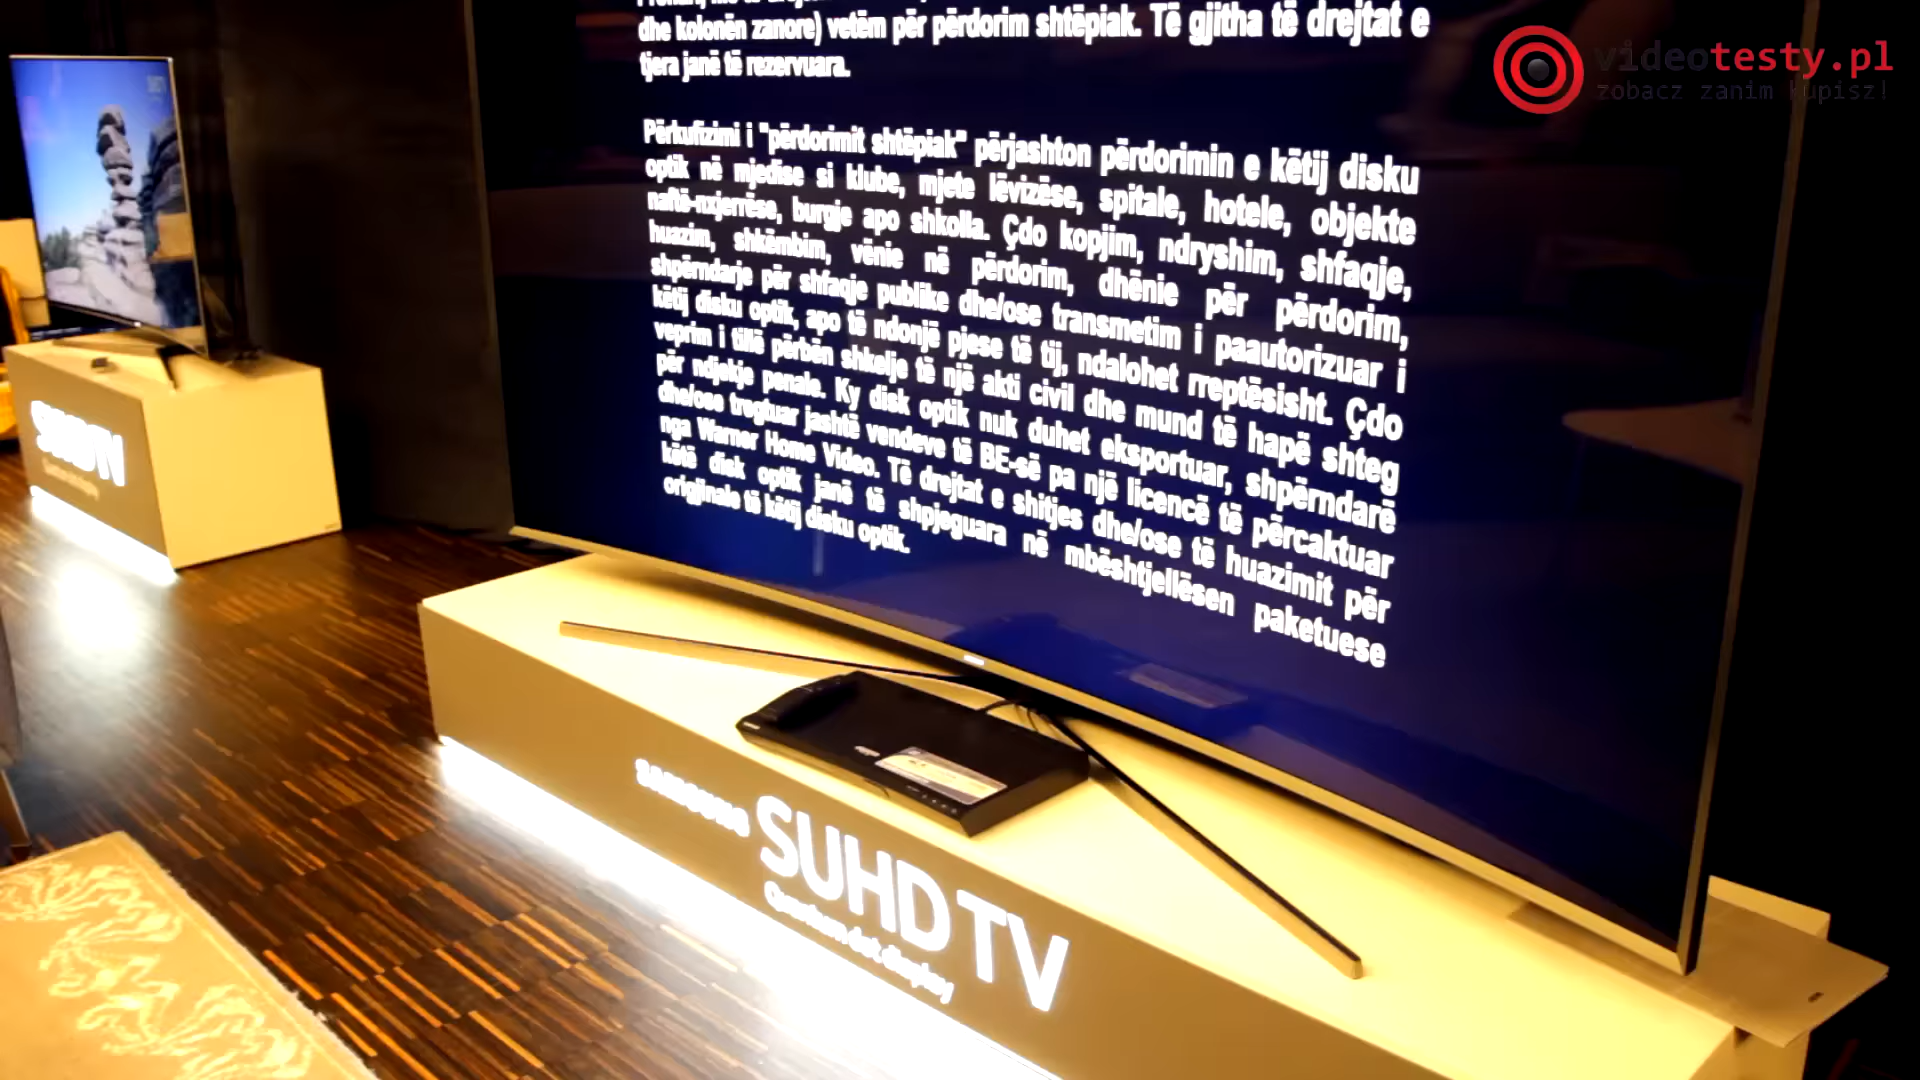 dhe kolonën zanore) vetëm për përdorim shtëpiak. Të gjitha të drejtat e
tjera janë të rezervuara.
Përkufizimi i "përdorimit shtëpiak" përjashton përdorimin e këtij disku
optik në mjedise si klube, mjete lëvizëse, spitale, hotele, objekte
naftë-nxjerrëse, burgje apo shkolla. Çdo kopjim, ndryshim, shfaqje,
huazim, shkëmbim, vënie në përdorim, dhënie për përdorim,
shpërndarje për shfaqje publike dhe/ose transmetim i paautorizuar i
këtij disku optik, apo të ndonjë pjese të tij, ndalohet rreptësisht. Çdo
veprim i tillë përbën shkelje të një akti civil dhe mund të hapë shteg
për ndjekje penale. Ky disk optik nuk duhet eksportuar, shpërndarë
dhe/ose tregtuar jashtë vendeve të BE-së pa një licencë të përcaktuar
nga Warner Home Video. Të drejtat e shitjes dhe/ose të huazimit për
këtë disk optik janë të shpjeguara në mbështjellësen paketuese
origjinale të këtij disku optik.
videotesty.pl
zobacz zanim kupisz!
SUHDTV
SAMSUNG SUHD TV
Quantum dot display